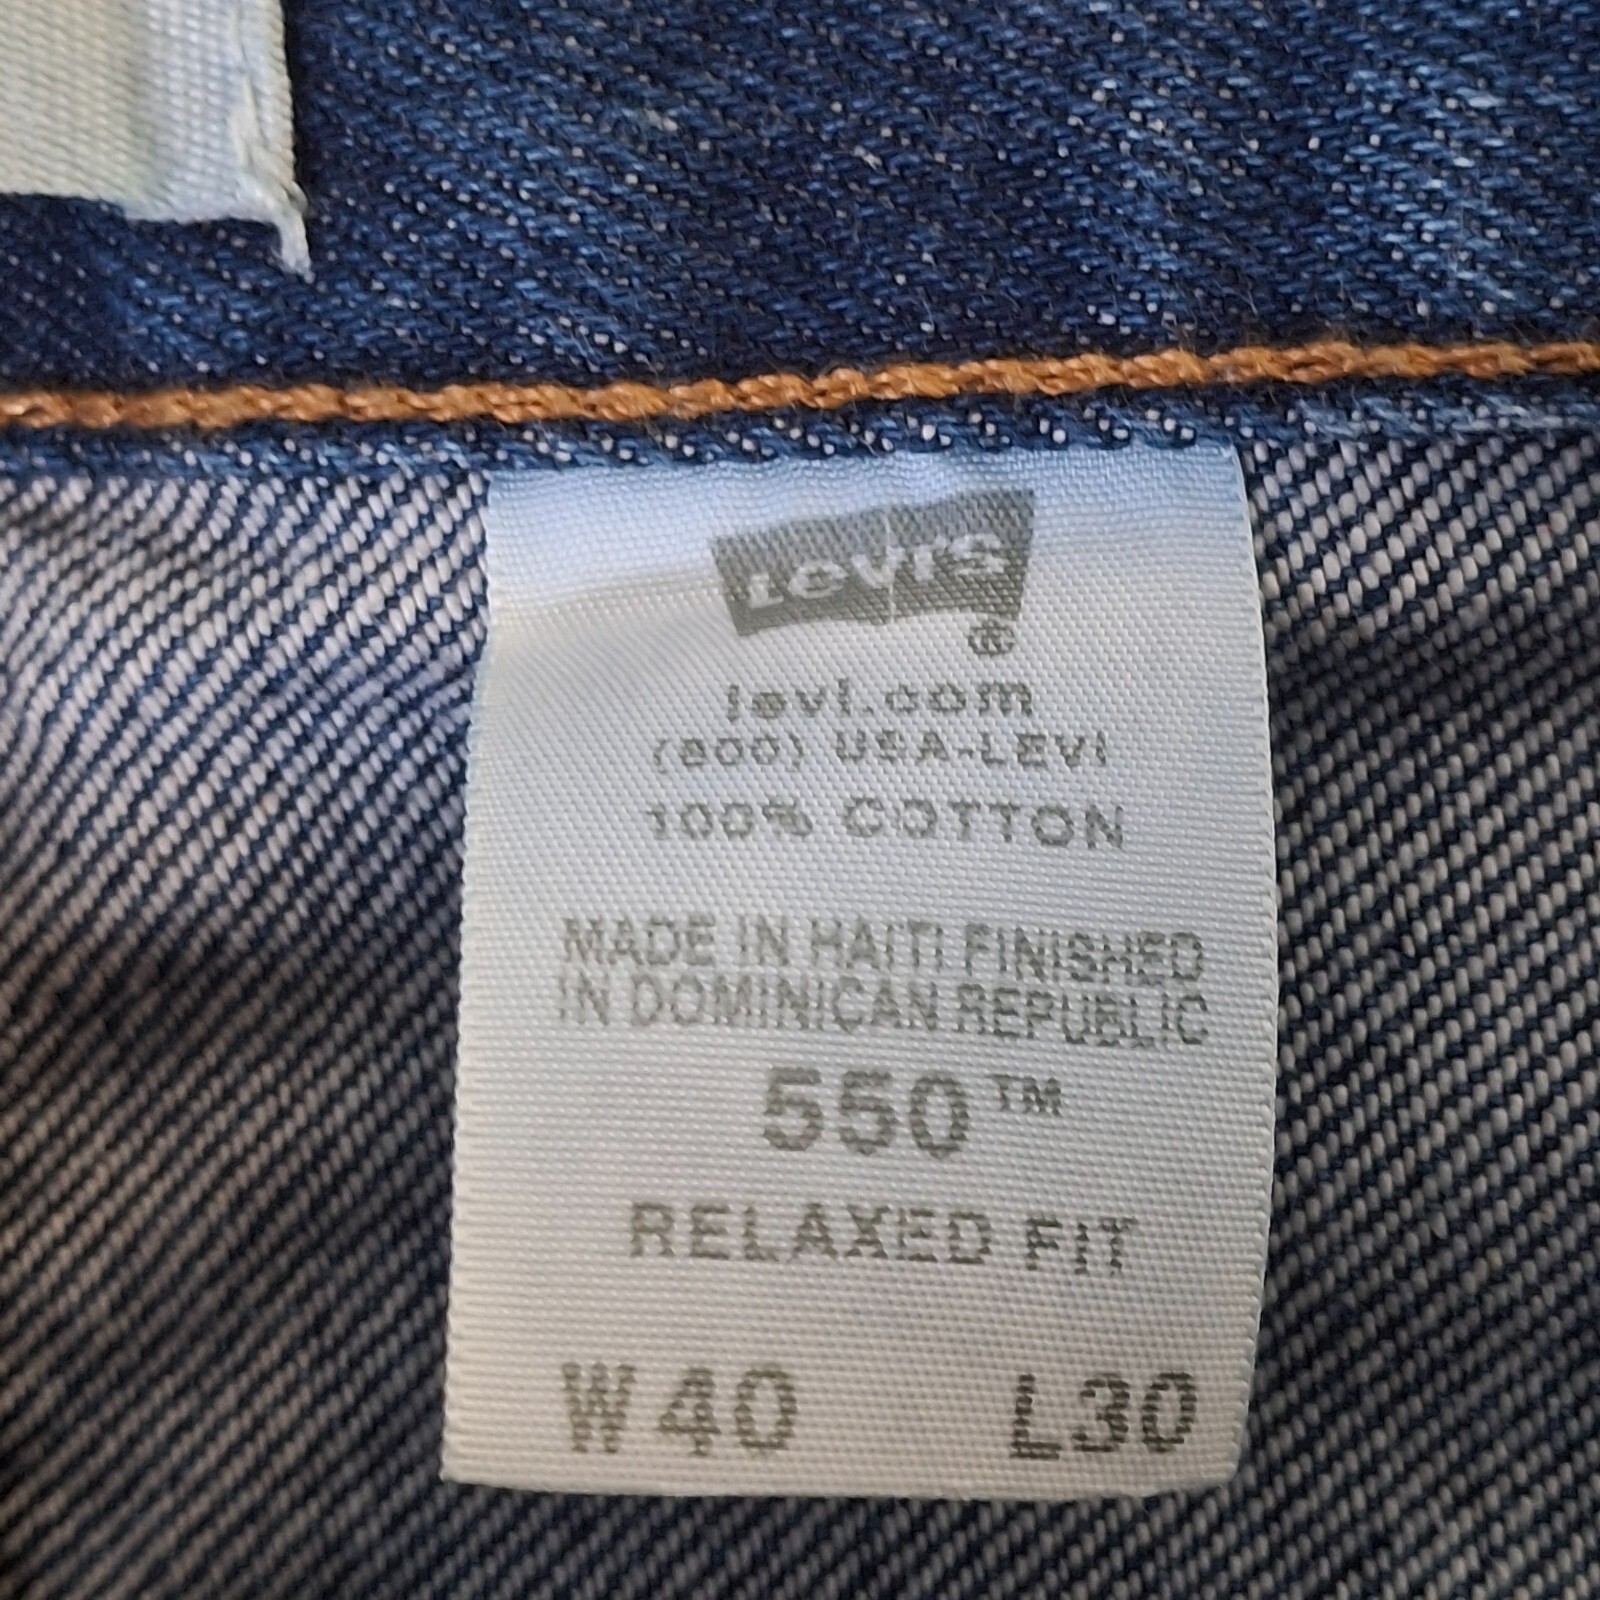 Levi's
®
levi.com
(800) USA-LEVI
100% COTTON
MADE IN HAITI FINISHED
IN DOMINICAN REPUBLIC
550™
RELAXED FIT
W40 L30